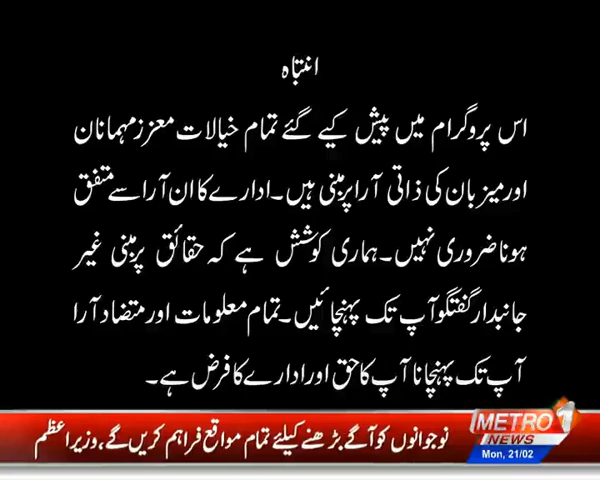 انتباہ
اس پروگرام میں پیش کیے گئے تمام خیالات معزز مہمانان
اور میزبان کی ذاتی آرا پر مبنی ہیں۔ ادارے کا ان آرا سے متفق
ہونا ضروری نہیں۔ ہماری کوشش ہے کہ حقائق پر مبنی غیر
جانبدار گفتگو آپ تک پہنچائیں۔ تمام معلومات اور متضاد آرا
آپ تک پہنچانا آپ کا حق اور ادارے کا فرض ہے۔
نوجوانوں کو آگے بڑھنے کیلئے تمام مواقع فراہم کریں گے، وزیراعظم
METRO 1
NEWS
Mon, 21/02